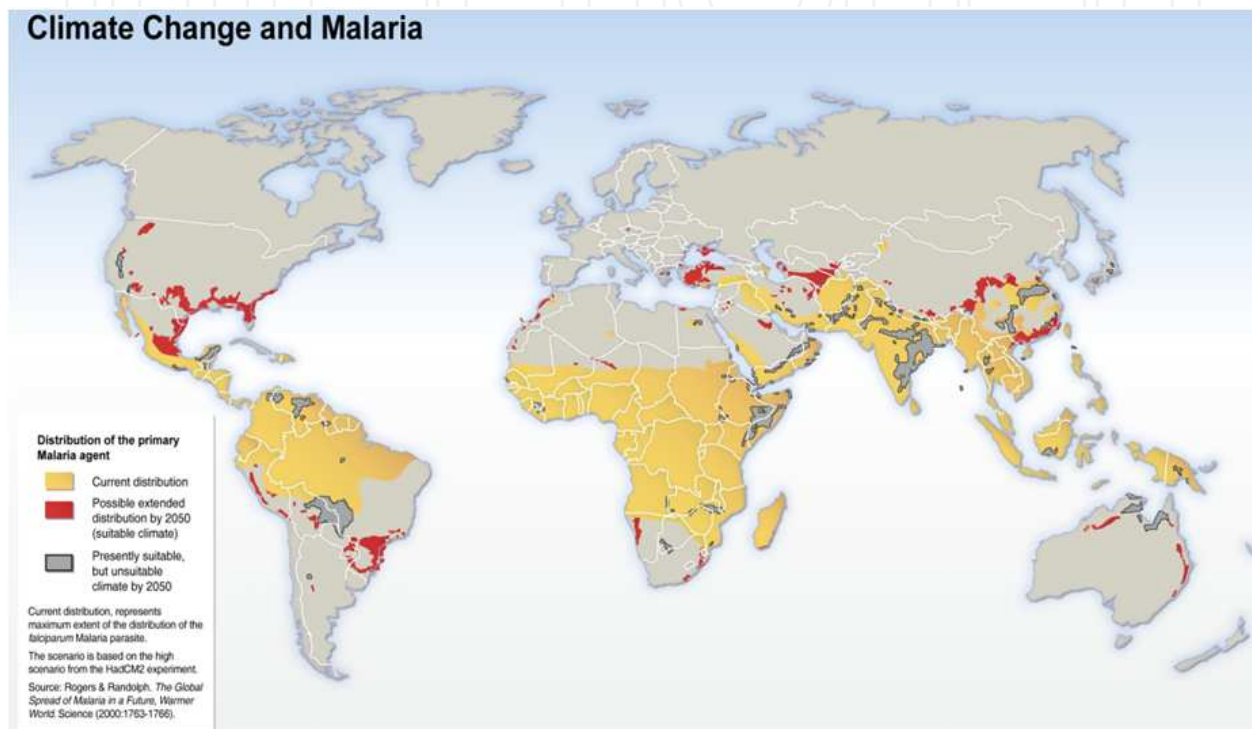 Climate Change and Malaria
Distribution of the primary
Malaria agent
Current distribution
Possible extended
distribution by 2050
(suitable climate)
Presently suitable,
but unsuitable
climate by 2050
Current distribution, represents
maximum extent of the distribution of the
falciparum Malaria parasite.
The scenario is based on the high
scenario from the HadCM2 experiment.
Source: Rogers & Randolph. The Global
Spread of Malaria in a Future, Warmer
World. Science (2000:1763-1766).